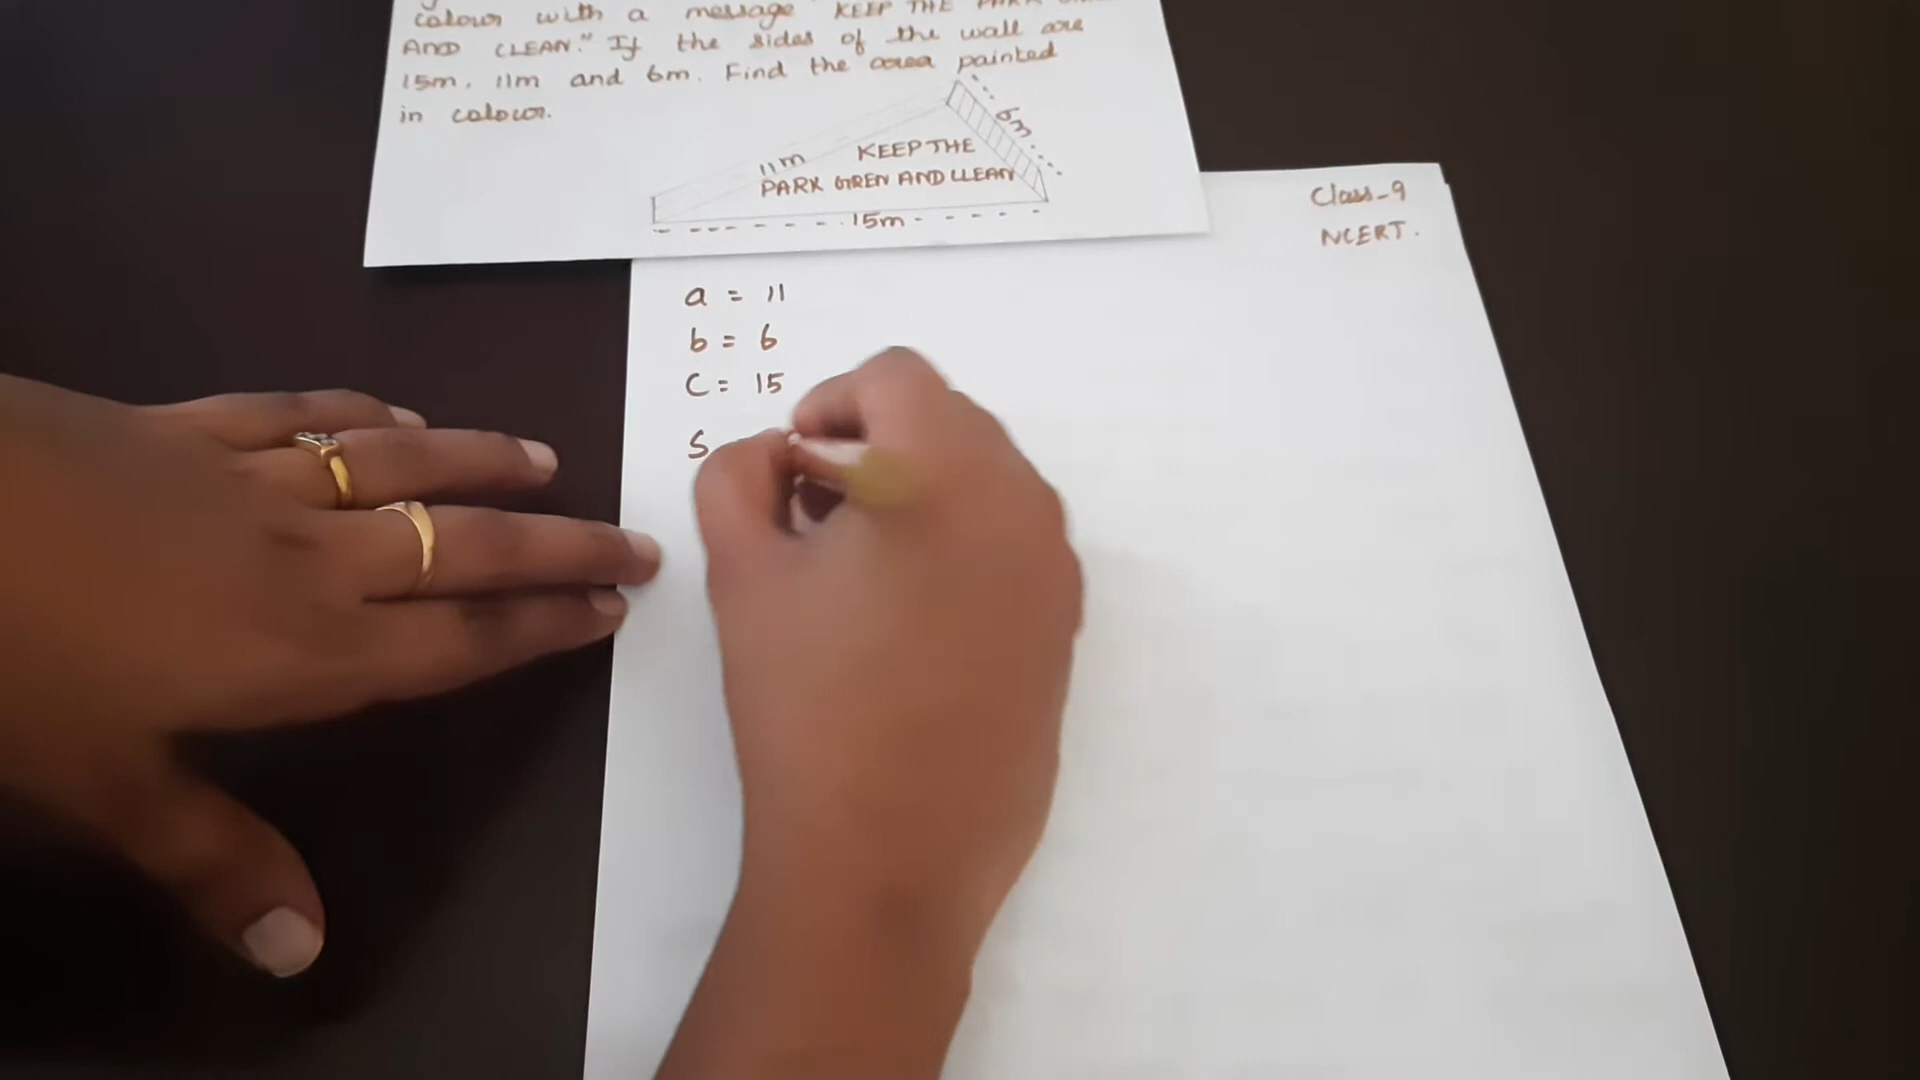 colour with a message "KEEP THE PARK
AND CLEAN." If the sides of the wall are
15m, 11m and 6m. Find the area painted
in colour.
6m
11m
KEEP THE
PARK GREN AND CLEAN
15m
Class-9
NCERT.
a = 11
b = 6
C = 15
S